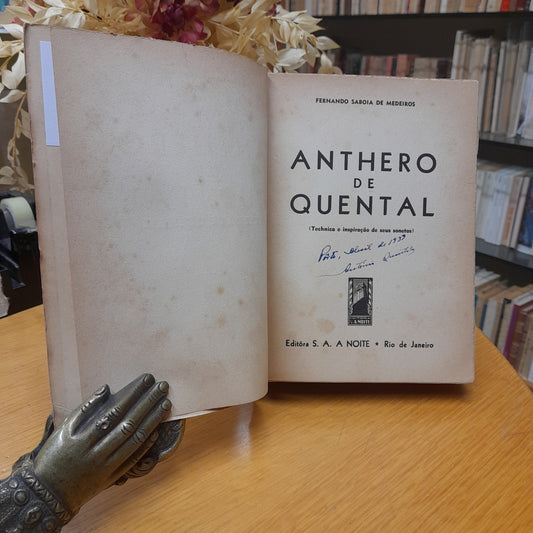 FERNANDO SABOIA DE MEDEIROS
ANTHERO
DE
QUENTAL
(Technica e inspiração de seus sonetos)
Porto, Abril de 1939
A NOITE
Editôra S. A. A NOITE • Rio de Janeiro